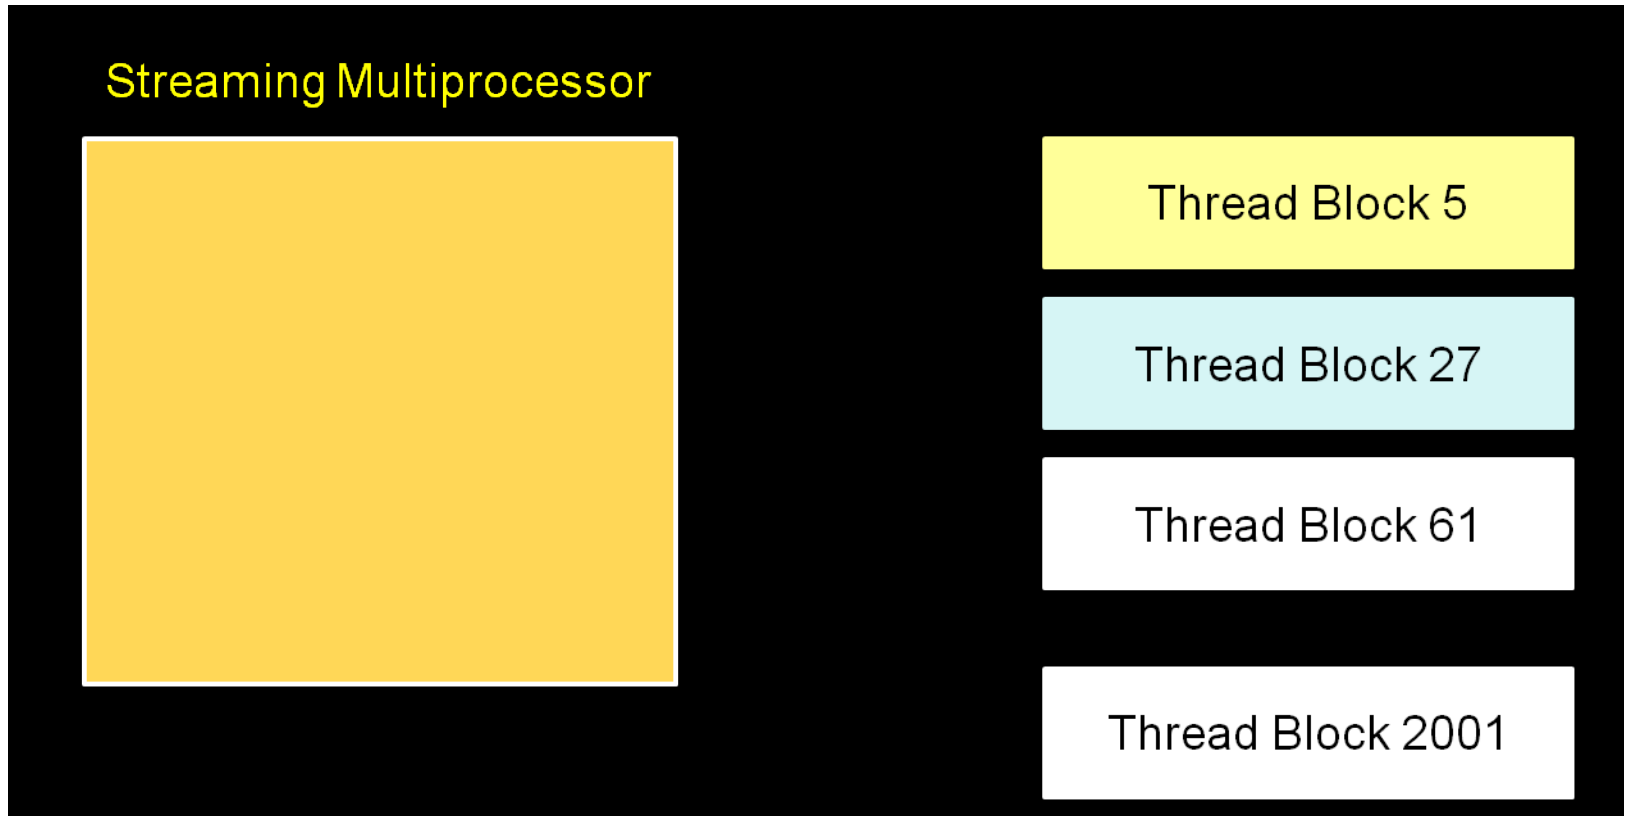 Streaming Multiprocessor
Thread Block 5
Thread Block 27
Thread Block 61
Thread Block 2001